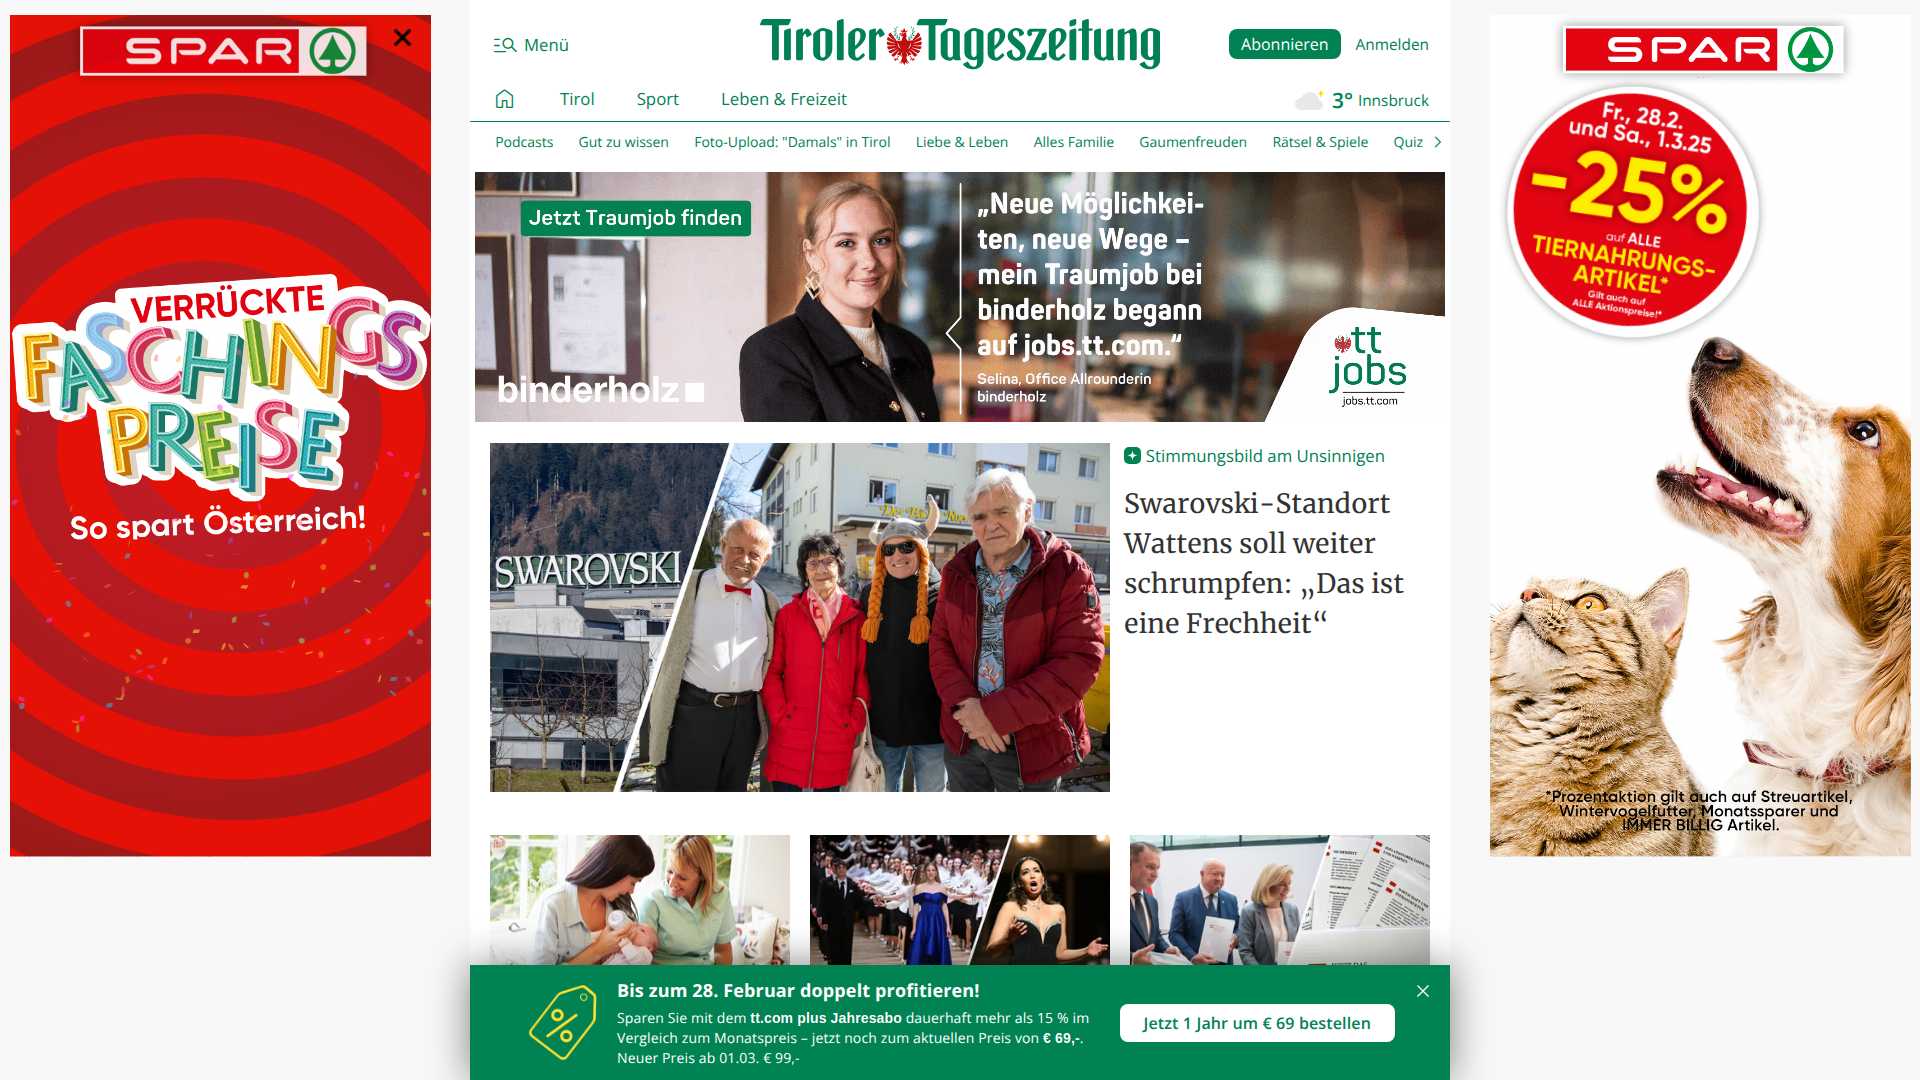 SPAR
VERRÜCKTE
FASCHINGS
PREISE
So spart Österreich!
Menü
Tiroler Tageszeitung
Abonnieren
Anmelden
Tirol
Sport
Leben & Freizeit
3° Innsbruck
Podcasts
Gut zu wissen
Foto-Upload: "Damals" in Tirol
Liebe & Leben
Alles Familie
Gaumenfreuden
Rätsel & Spiele
Quiz
Jetzt Traumjob finden
binderholz
„Neue Möglichkei-
ten, neue Wege –
mein Traumjob bei
binderholz begann
auf jobs.tt.com.“
Selina, Office Allrounderin
binderholz
tt
jobs
jobs.tt.com
SWAROVSKI
Stimmungsbild am Unsinnigen
Swarovski-Standort
Wattens soll weiter
schrumpfen: „Das ist
eine Frechheit“
Bis zum 28. Februar doppelt profitieren!
Sparen Sie mit dem tt.com plus Jahresabo dauerhaft mehr als 15 % im
Vergleich zum Monatspreis – jetzt noch zum aktuellen Preis von € 69,-.
Neuer Preis ab 01.03. € 99,-
Jetzt 1 Jahr um € 69 bestellen
SPAR
Fr., 28.2.
und Sa., 1.3.25
-25%
auf ALLE
TIERNAHRUNGS-
ARTIKEL*
Gilt auch auf
ALLE Aktionspreise!*
*Prozentaktion gilt auch auf Streuartikel,
Wintervogelfutter, Monatssparer und
IMMER BILLIG Artikel.